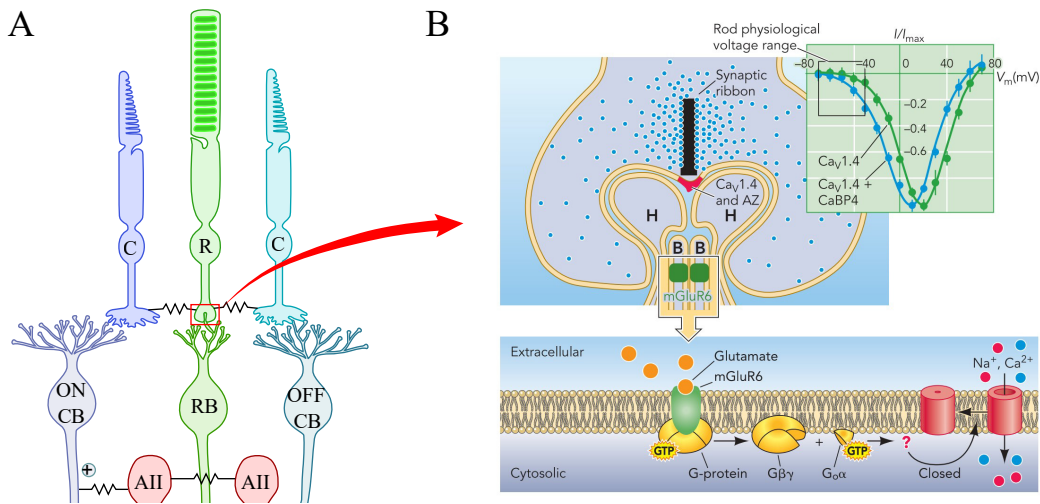 A
C
R
C
ON
CB
RB
OFF
CB
+
AII
AII
B
Rod physiological
voltage range
I/Imax
−80
−40
0
40
80
Vm(mV)
−0.2
−0.6
CaV1.4
CaV1.4 +
CaBP4
Synaptic
ribbon
CaV1.4
and AZ
H
H
B
B
mGluR6
Extracellular
Glutamate
mGluR6
Na+, Ca2+
GTP
+
GTP
?
G-protein
Gβγ
Goα
Closed
Cytosolic